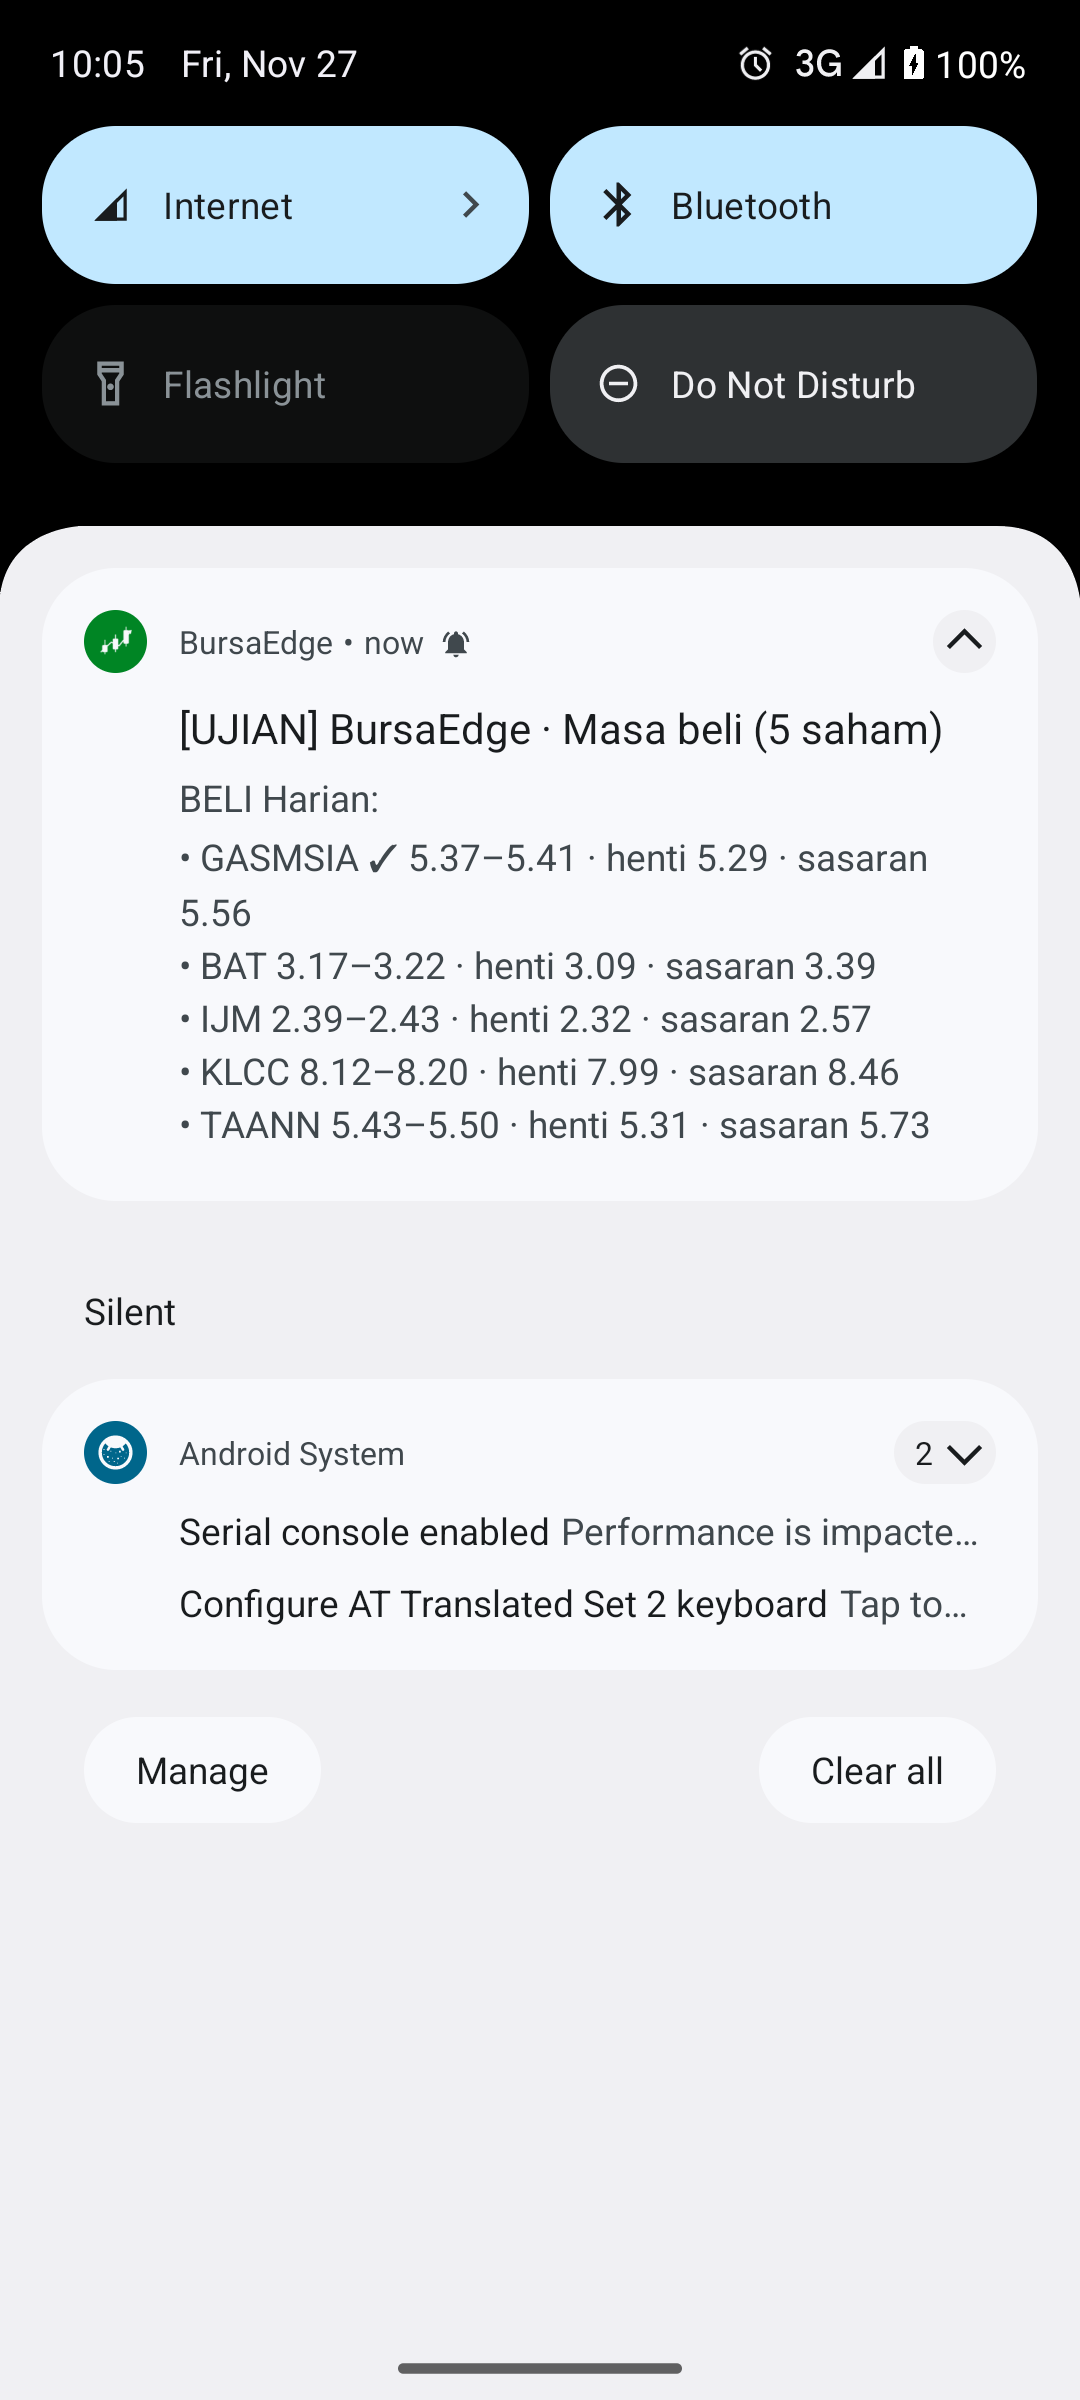 10:05 Fri, Nov 27 3G 100%
Internet
Bluetooth
Flashlight
Do Not Disturb
BursaEdge • now
[UJIAN] BursaEdge · Masa beli (5 saham)
BELI Harian:
• GASMSIA ✓ 5.37–5.41 · henti 5.29 · sasaran
5.56
• BAT 3.17–3.22 · henti 3.09 · sasaran 3.39
• IJM 2.39–2.43 · henti 2.32 · sasaran 2.57
• KLCC 8.12–8.20 · henti 7.99 · sasaran 8.46
• TAANN 5.43–5.50 · henti 5.31 · sasaran 5.73
Silent
Android System 2
Serial console enabled Performance is impacte…
Configure AT Translated Set 2 keyboard Tap to…
Manage
Clear all